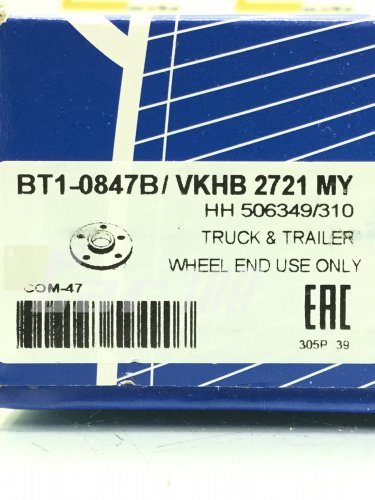 BT1-0847B/ VKHB 2721 MY
HH 506349/310
TRUCK & TRAILER
WHEEL END USE ONLY
COM-47
EAC
305P 39